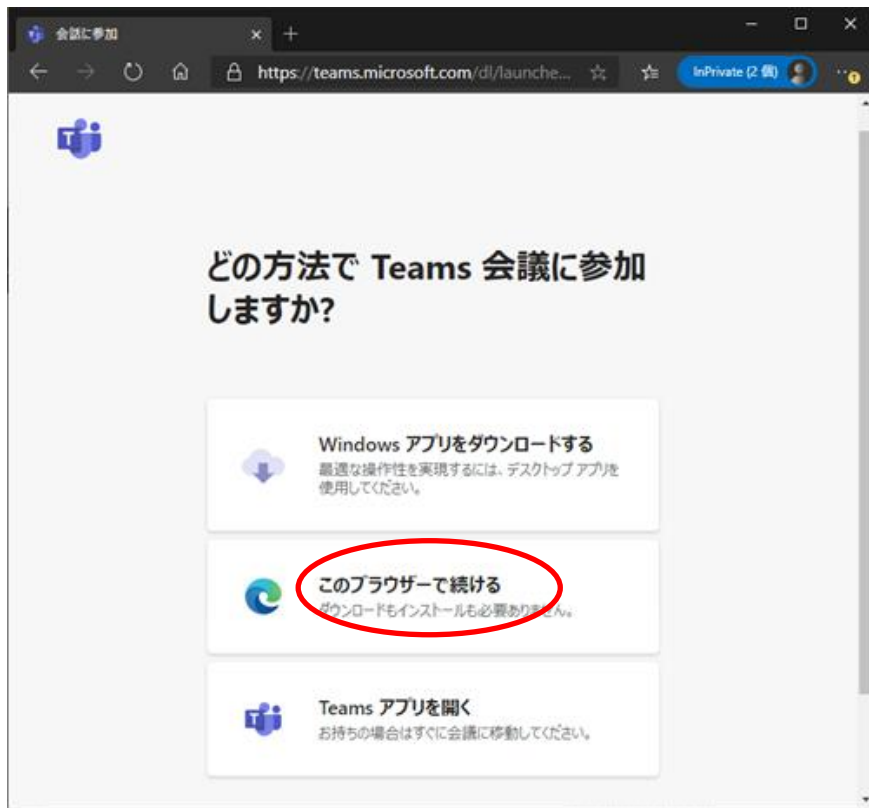 会議に参加
https://teams.microsoft.com/dl/launche...
InPrivate (2 個)
どの方法で Teams 会議に参加
しますか?
Windows アプリをダウンロードする
最適な操作性を実現するには、デスクトップ アプリを
使用してください。
このブラウザーで続ける
ダウンロードもインストールも必要ありません。
Teams アプリを開く
お持ちの場合はすぐに会議に移動してください。